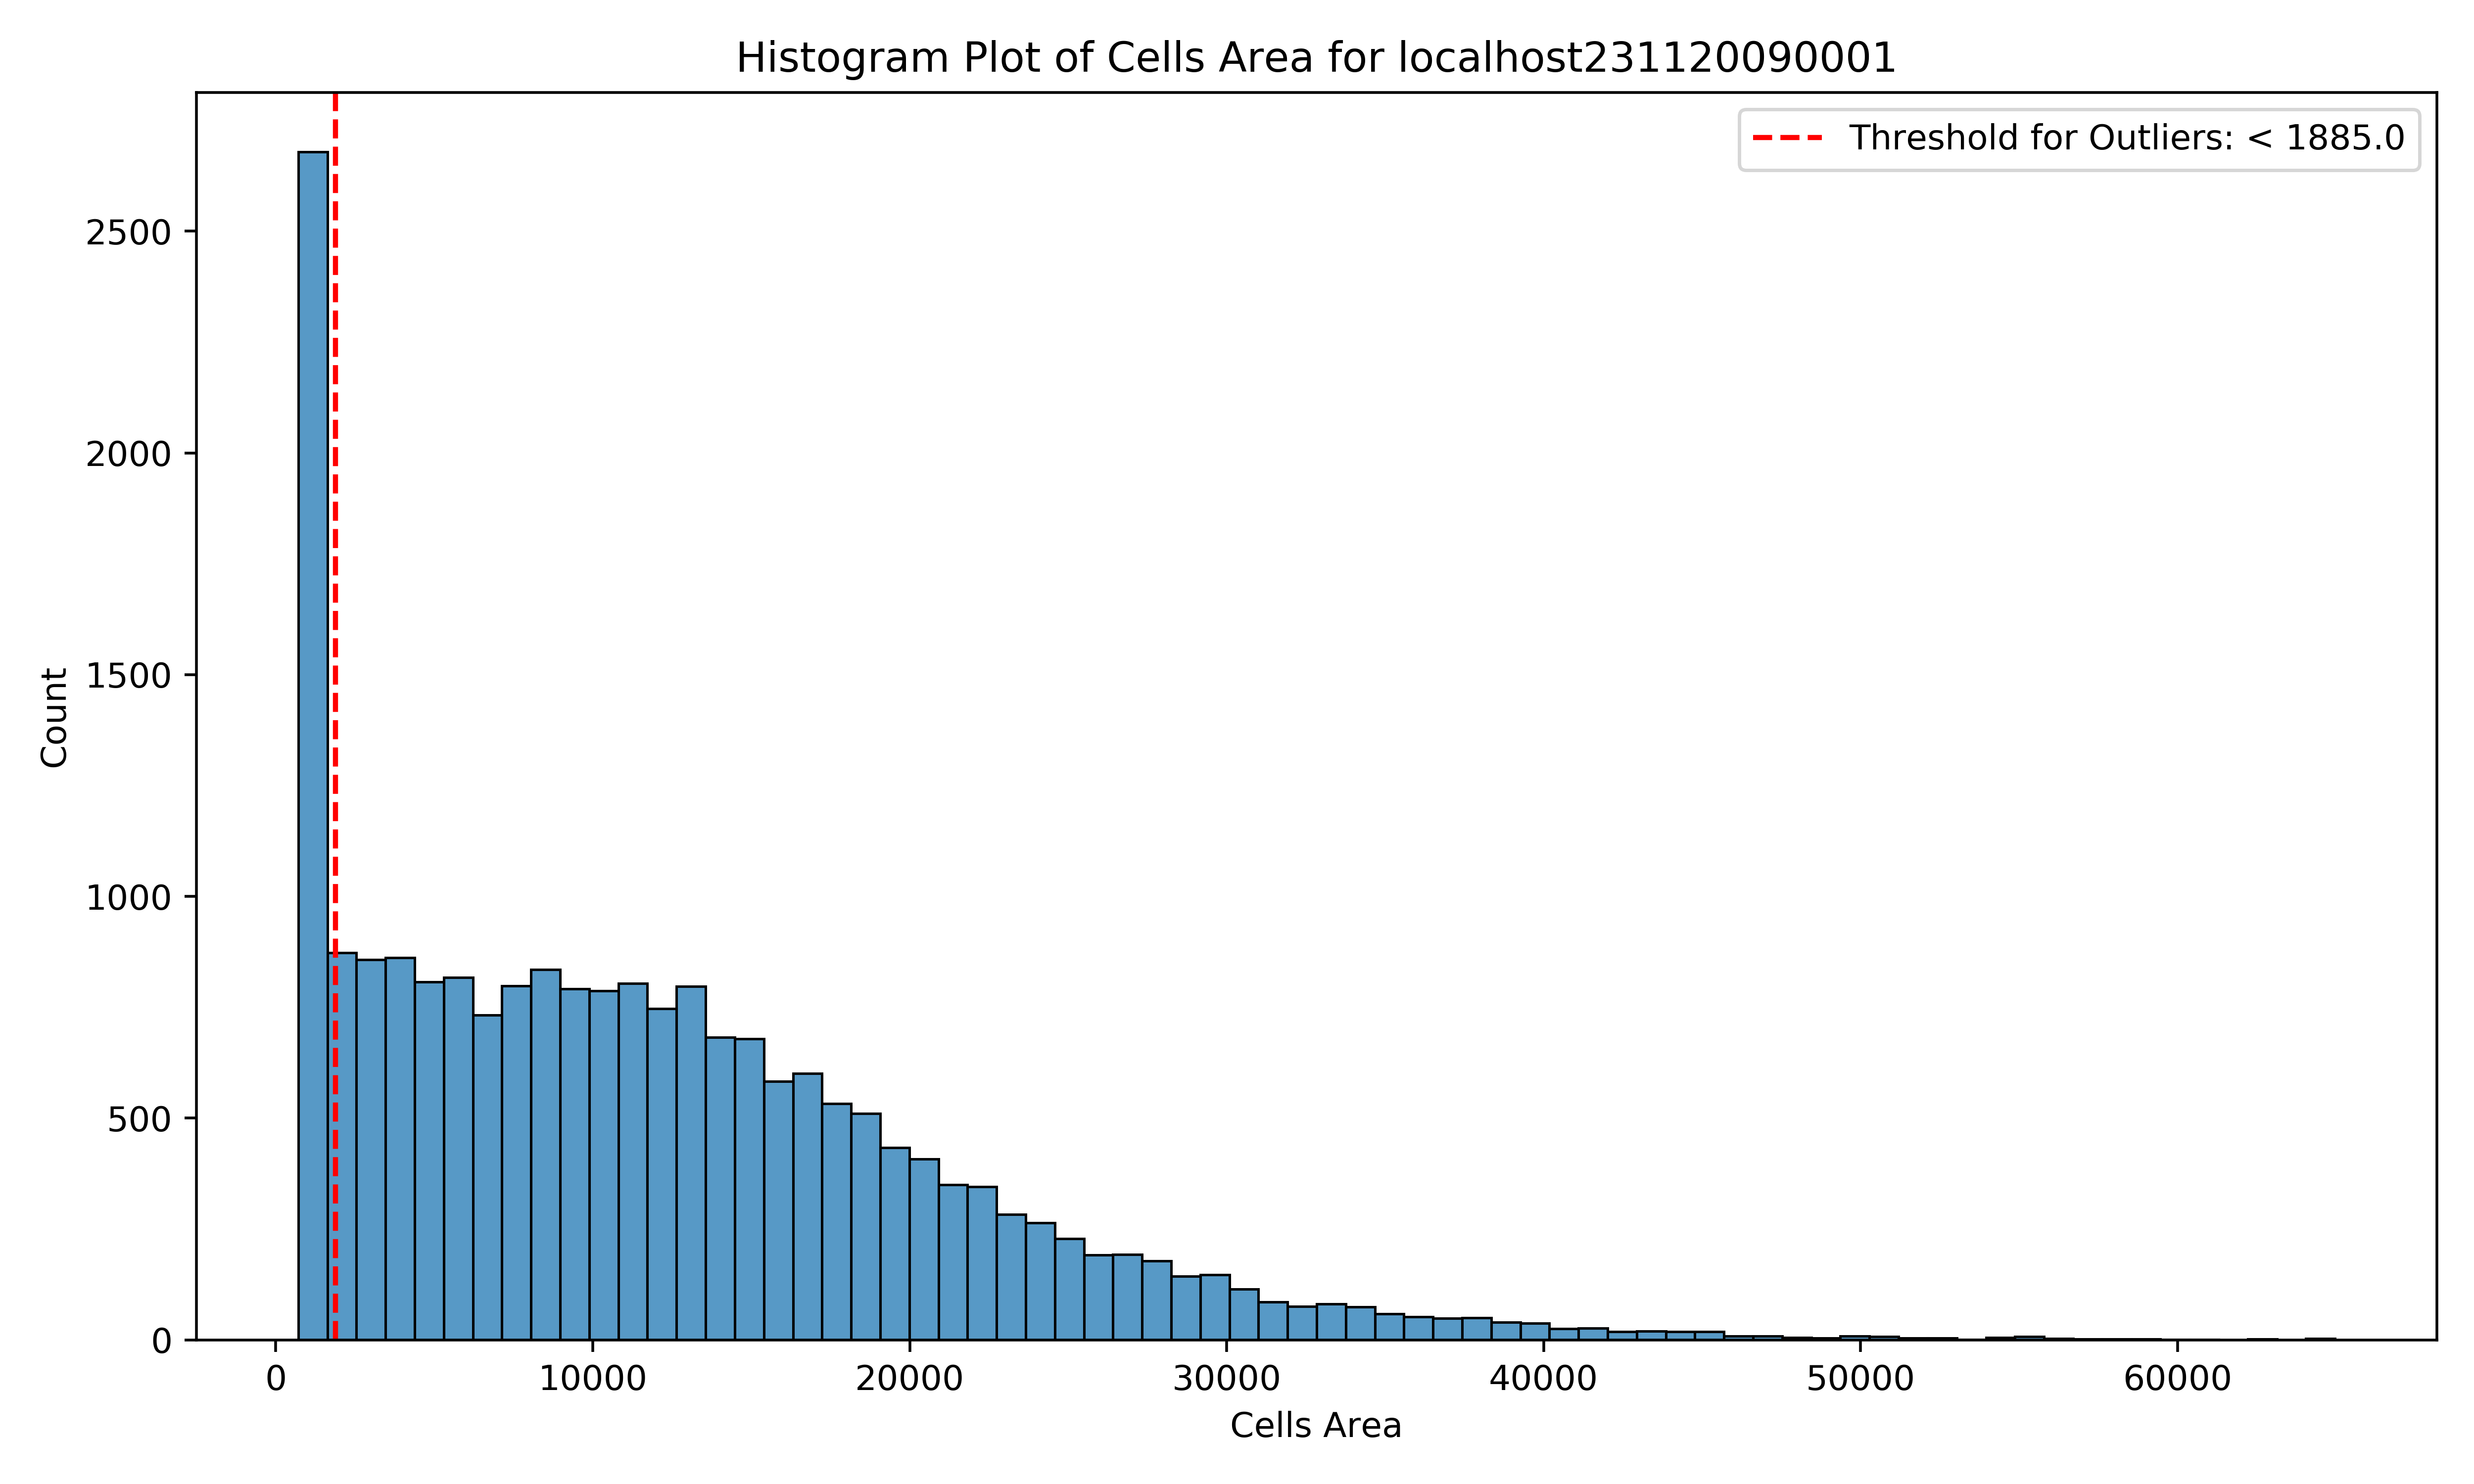 Histogram Plot of Cells Area for localhost231120090001
Threshold for Outliers: < 1885.0
2500
2000
1500
1000
500
0
Count
0 10000 20000 30000 40000 50000 60000
Cells Area